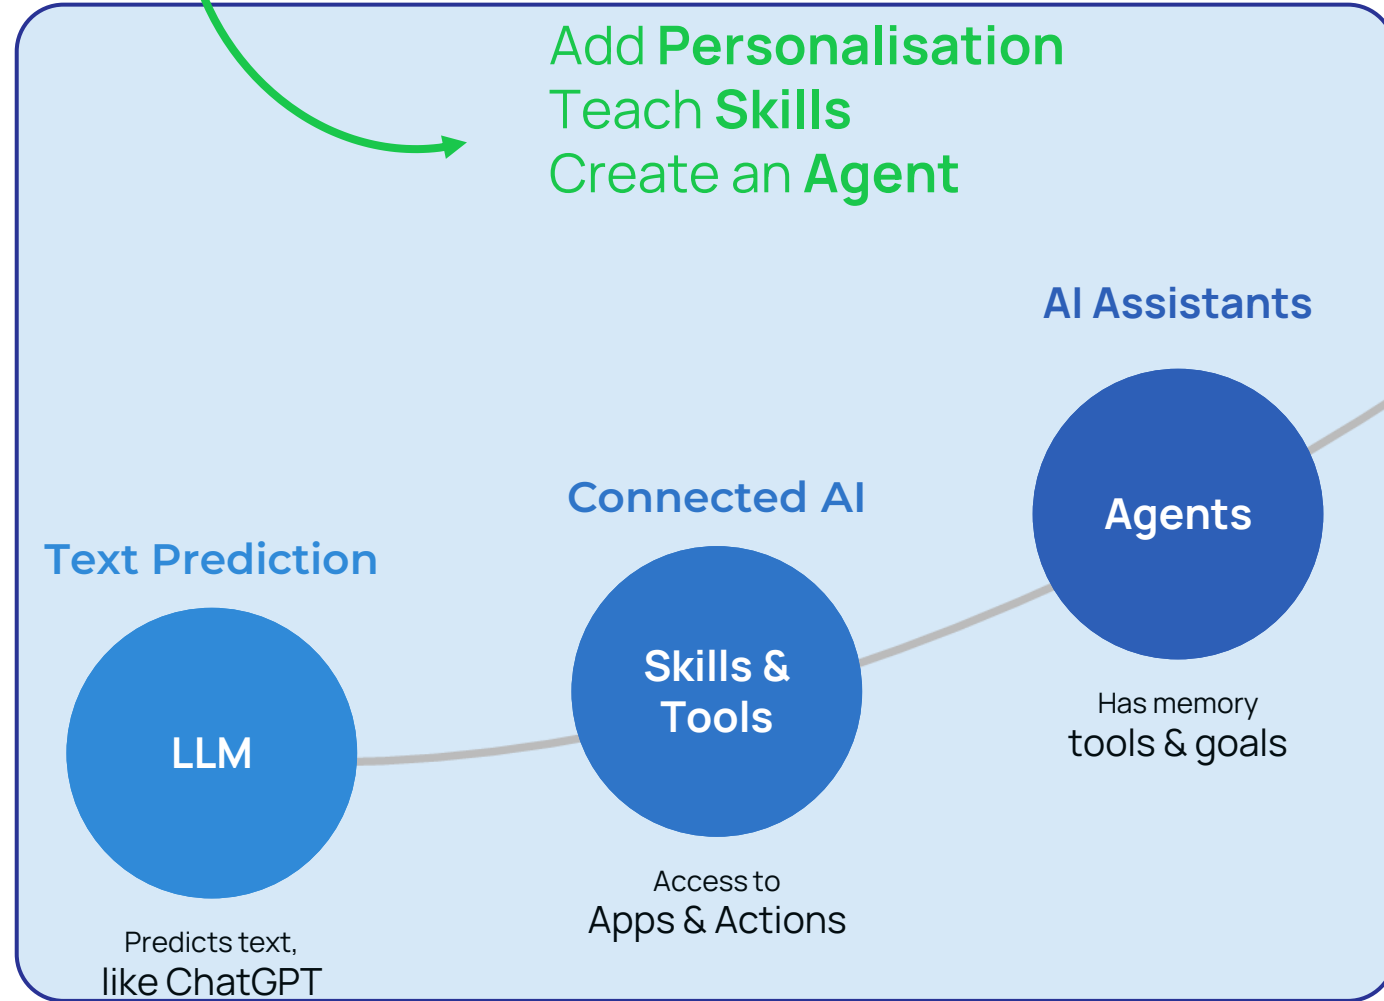 Add Personalisation
Teach Skills
Create an Agent
AI Assistants
Agents
Has memory
tools & goals
Connected AI
Skills &
Tools
Access to
Apps & Actions
Text Prediction
LLM
Predicts text,
like ChatGPT